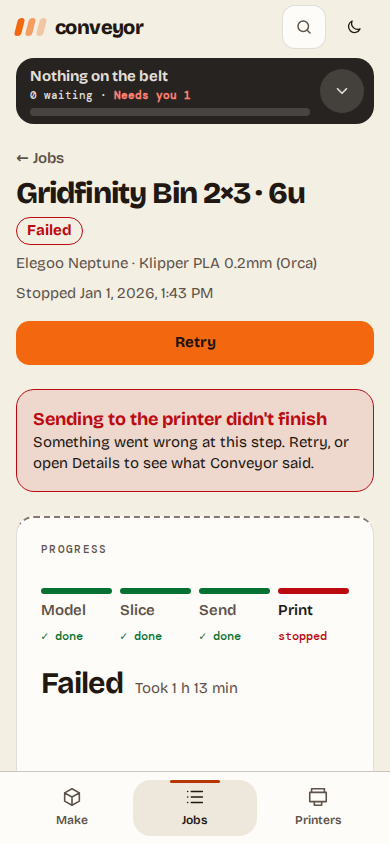 conveyor
Nothing on the belt
0 waiting · Needs you 1
← Jobs
Gridfinity Bin 2×3 · 6u
Failed
Elegoo Neptune · Klipper PLA 0.2mm (Orca)
Stopped Jan 1, 2026, 1:43 PM
Retry
Sending to the printer didn't finish
Something went wrong at this step. Retry, or
open Details to see what Conveyor said.
PROGRESS
Model Slice Send Print
✓ done ✓ done ✓ done stopped
Failed Took 1 h 13 min
Make Jobs Printers